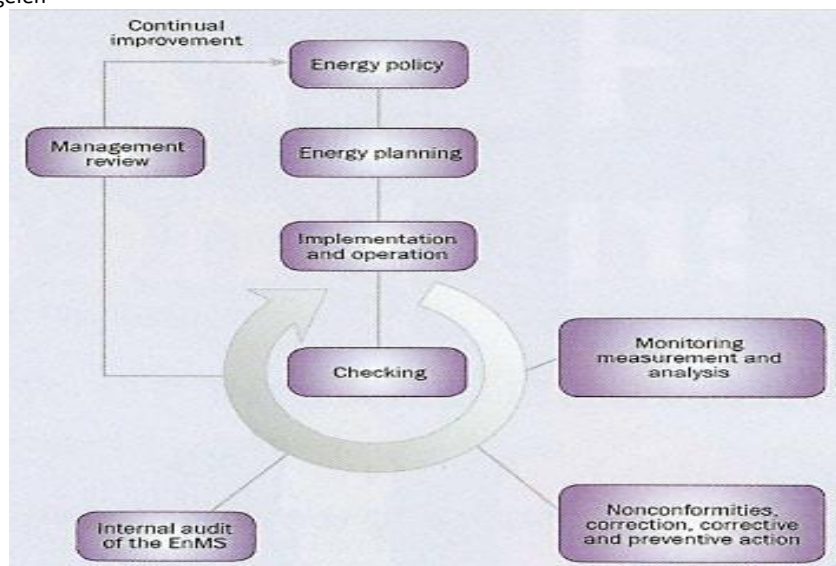 Continual
improvement
Energy policy
Management
review
Energy planning
Implementation
and operation
Checking
Monitoring
measurement and
analysis
Internal audit
of the EnMS
Nonconformities,
correction, corrective
and preventive action